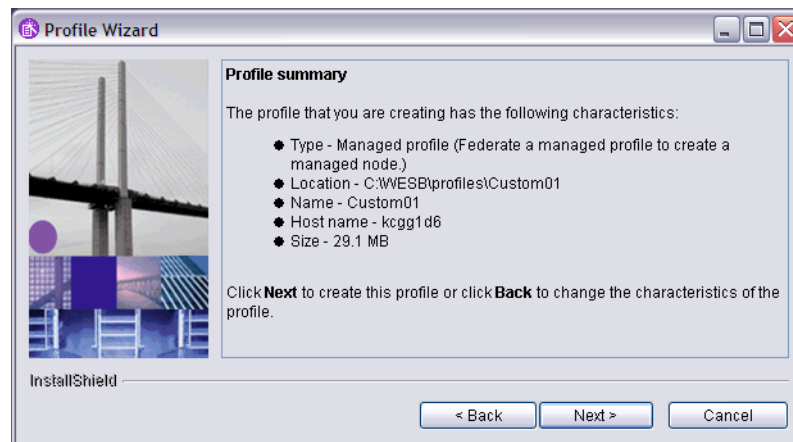 Profile Wizard
Profile summary
The profile that you are creating has the following characteristics:
● Type - Managed profile (Federate a managed profile to create a
managed node.)
● Location - C:\WESB\profiles\Custom01
● Name - Custom01
● Host name - kcgg1d6
● Size - 29.1 MB
Click Next to create this profile or click Back to change the characteristics of the
profile.
InstallShield
< Back Next > Cancel